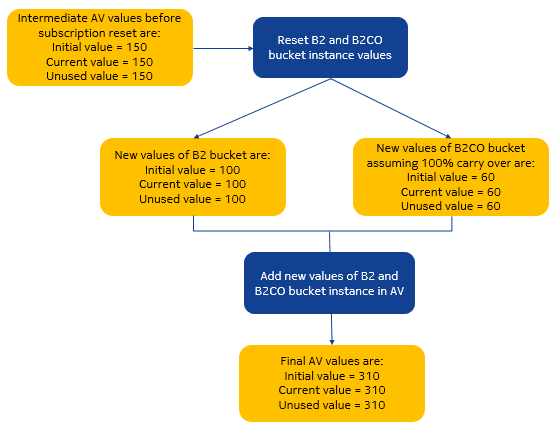 Intermediate AV values before
subscription reset are:
Initial value = 150
Current value = 150
Unused value = 150
Reset B2 and B2CO
bucket instance values
New values of B2 bucket are:
Initial value = 100
Current value = 100
Unused value = 100
New values of B2CO bucket
assuming 100% carry over are:
Initial value = 60
Current value = 60
Unused value = 60
Add new values of B2 and
B2CO bucket instance in AV
Final AV values are:
Initial value = 310
Current value = 310
Unused value = 310